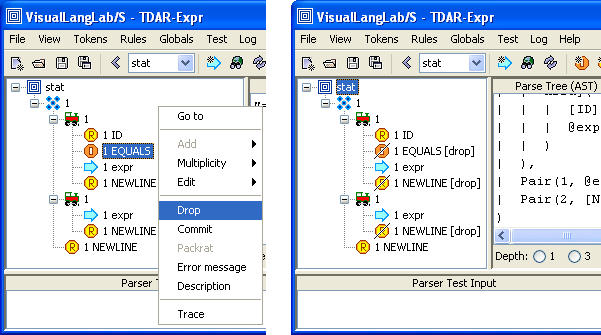 VisualLangLab/S - TDAR-Expr
File View Tokens Rules Globals Test Log
stat
stat
1
1
1 ID
1 EQUALS
1 expr
1 NEWLINE
1
1 expr
1 NEWLINE
1 NEWLINE
Go to
Add
Multiplicity
Edit
Drop
Commit
Packrat
Error message
Description
Trace
VisualLangLab/S - TDAR-Expr
File View Tokens Rules Globals Test Log Help
stat
stat
1
1
1 ID
1 EQUALS [drop]
1 expr
1 NEWLINE [drop]
1
1 expr
1 NEWLINE [drop]
1 NEWLINE
Parse Tree (AST)
| | | [ID]
| | | @exp
| | )
| ),
| Pair(1, @e
| Pair(2, [N
)
Depth: 1 3
Parser Test Input